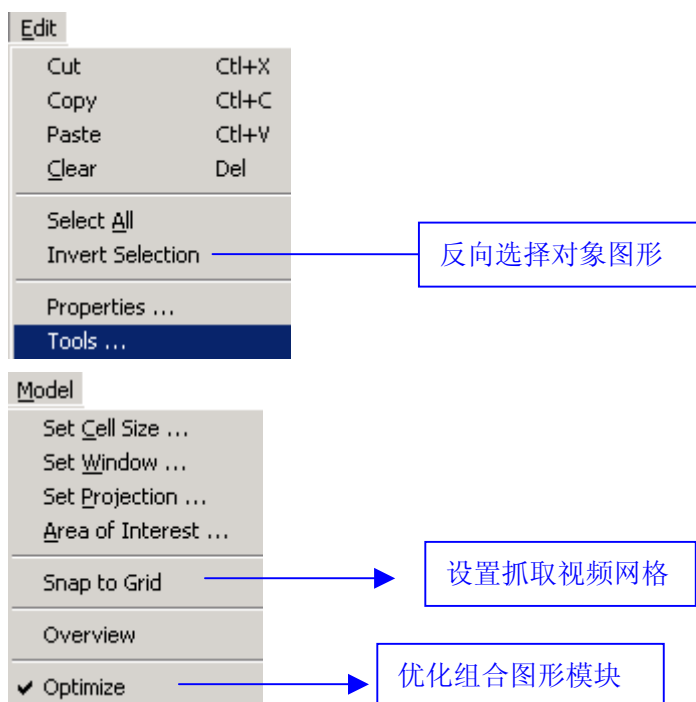 Edit
Cut Ctl+X
Copy Ctl+C
Paste Ctl+V
Clear Del
Select All
Invert Selection
反向选择对象图形
Properties ...
Tools ...
Model
Set Cell Size ...
Set Window ...
Set Projection ...
Area of Interest ...
Snap to Grid
设置抓取视频网格
Overview
Optimize
优化组合图形模块